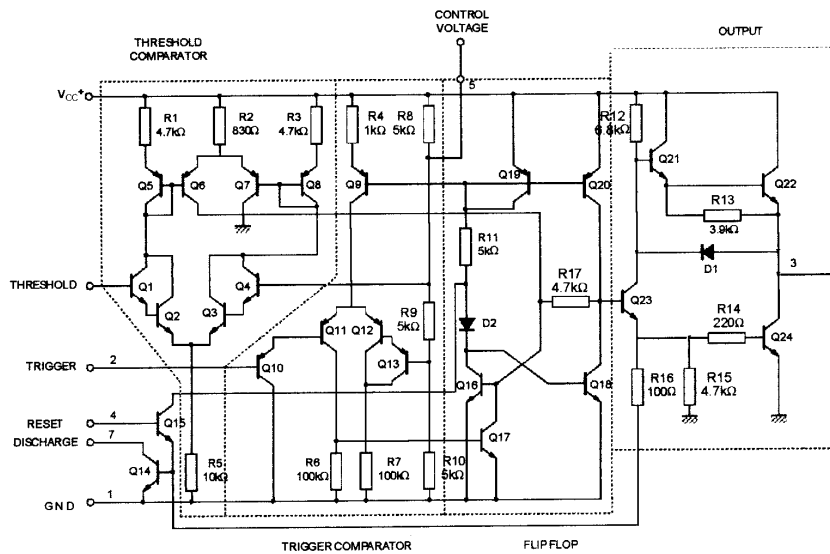 CONTROL
VOLTAGE
THRESHOLD
COMPARATOR
OUTPUT
5
VCC+
R1
4.7kΩ
R2
830Ω
R3
4.7kΩ
R4
1kΩ
R8
5kΩ
R12
6.8kΩ
Q5
Q6
Q7
Q8
Q9
Q19
Q20
Q21
Q22
R13
3.9kΩ
R11
5kΩ
D1
3
THRESHOLD
Q1
Q2
Q3
Q4
R17
4.7kΩ
Q23
R9
5kΩ
D2
R14
220Ω
Q24
Q11
Q12
Q13
TRIGGER
2
Q10
Q16
Q18
R16
100Ω
R15
4.7kΩ
RESET
4
Q15
DISCHARGE
7
Q17
Q14
R5
10kΩ
R6
100kΩ
R7
100kΩ
R10
5kΩ
GND
1
TRIGGER COMPARATOR
FLIP FLOP